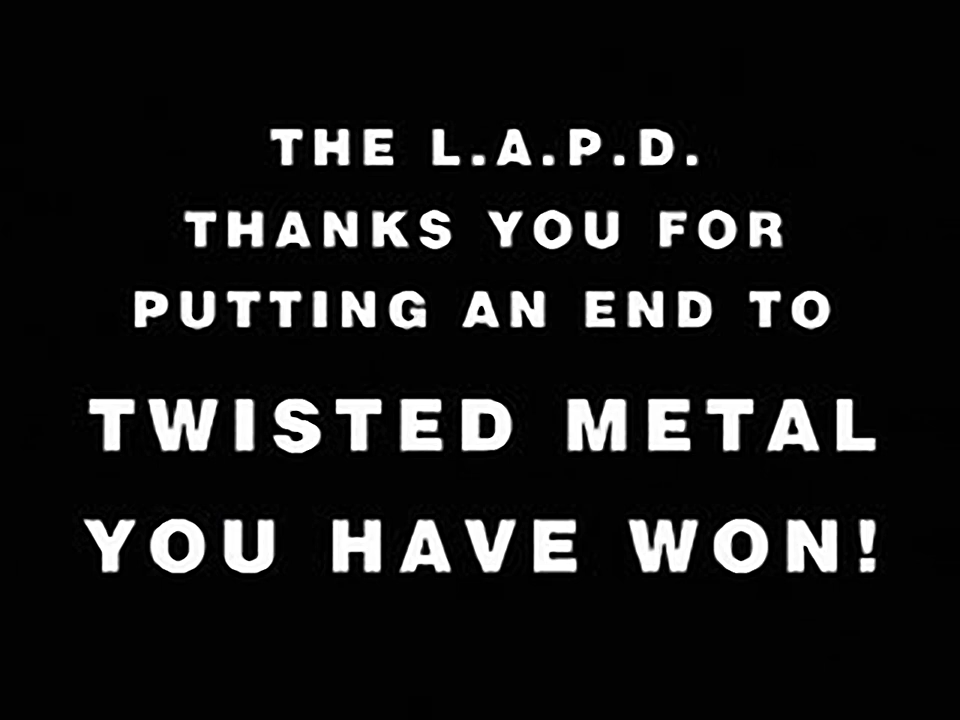 THE L.A.P.D.
THANKS YOU FOR
PUTTING AN END TO
TWISTED METAL
YOU HAVE WON!